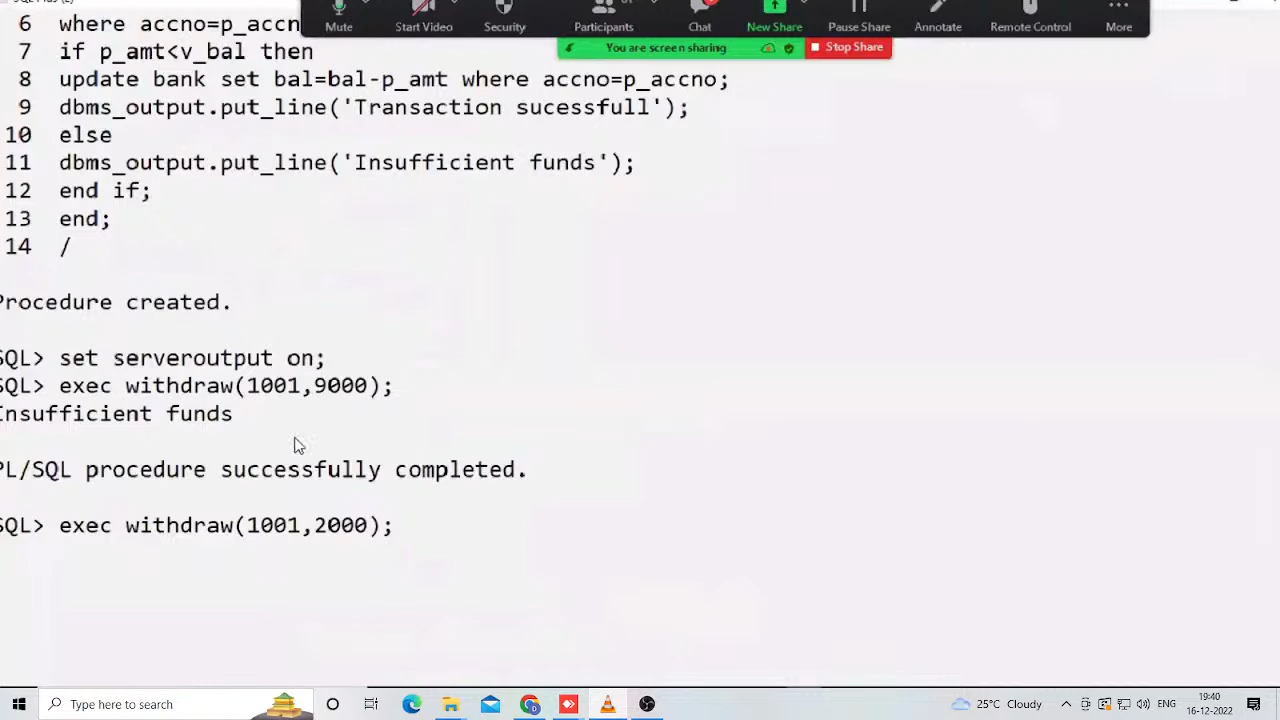 Mute
Start Video
Security
Participants
Chat
New Share
Pause Share
Annotate
Remote Control
More
You are screen sharing
Stop Share
6 where accno=p_accn
7 if p_amt<v_bal then
8 update bank set bal=bal-p_amt where accno=p_accno;
9 dbms_output.put_line('Transaction sucessfull');
10 else
11 dbms_output.put_line('Insufficient funds');
12 end if;
13 end;
14 /
Procedure created.
SQL> set serveroutput on;
SQL> exec withdraw(1001,9000);
Insufficient funds
PL/SQL procedure successfully completed.
SQL> exec withdraw(1001,2000);
Type here to search
25°C Cloudy
19:40
16-12-2022